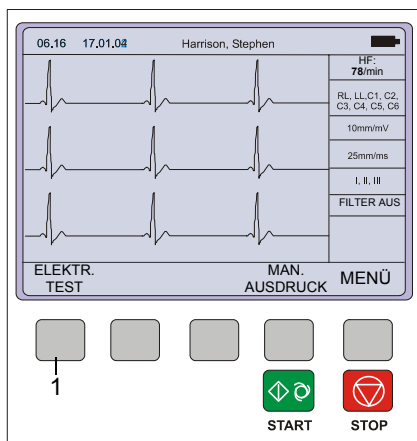 06.16 17.01.02 Harrison, Stephen
HF:
78/min
RL, LL,C1, C2,
C3, C4, C5, C6
10mm/mV
25mm/ms
I, II, III
FILTER AUS
ELEKTR.
TEST
MAN.
AUSDRUCK
MENÜ
1
START
STOP